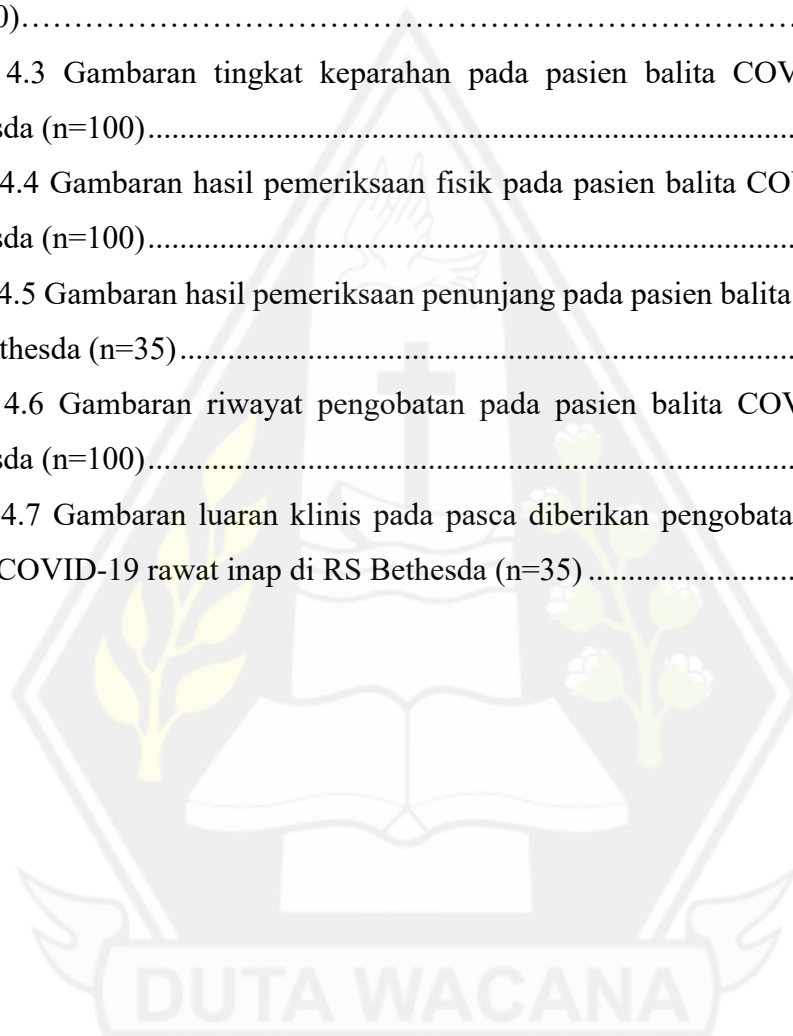 0)……………………………………………………………………
4.3 Gambaran tingkat keparahan pada pasien balita COV
sda (n=100)..........................................................................................
4.4 Gambaran hasil pemeriksaan fisik pada pasien balita COV
sda (n=100)..........................................................................................
4.5 Gambaran hasil pemeriksaan penunjang pada pasien balita
thesda (n=35).......................................................................................
4.6 Gambaran riwayat pengobatan pada pasien balita COV
sda (n=100)..........................................................................................
4.7 Gambaran luaran klinis pada pasca diberikan pengobata
COVID-19 rawat inap di RS Bethesda (n=35)............................
DUTA WACANA